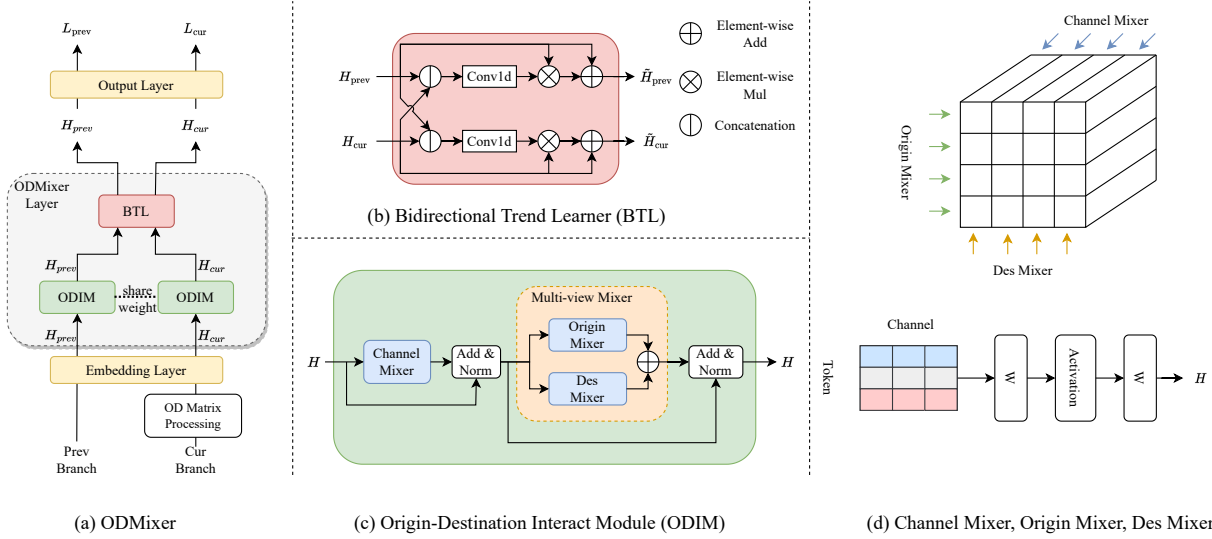 L_prev
L_cur
Output Layer
H_prev
H_cur
ODMixer
Layer
BTL
H_prev
H_cur
ODIM
share
weight
ODIM
H_prev
H_cur
Embedding Layer
OD Matrix
Processing
Prev
Branch
Cur
Branch
(a) ODMixer
H_prev
Conv1d
H̃_prev
H_cur
Conv1d
H̃_cur
Element-wise
Add
Element-wise
Mul
Concatenation
(b) Bidirectional Trend Learner (BTL)
Multi-view Mixer
H
Channel
Mixer
Add &
Norm
Origin
Mixer
Des
Mixer
Add &
Norm
H
(c) Origin-Destination Interact Module (ODIM)
Channel Mixer
Origin Mixer
Des Mixer
Channel
Token
W
Activation
W
H
(d) Channel Mixer, Origin Mixer, Des Mixer